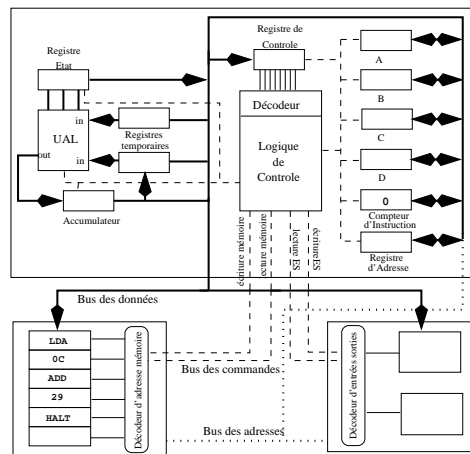 Registre de
Controle
Registre
Etat
A
B
Décodeur
in
UAL
in
out
Registres
temporaires
C
Logique
de
Controle
D
0
Compteur
d'Instruction
Accumulateur
Registre
d'Adresse
écriture mémoire
lecture mémoire
lecture ES
écriture ES
Bus des données
LDA
0C
ADD
29
HALT
Décodeur d'adresse mémoire
Bus des commandes
Décodeur d'entrées sorties
Bus des adresses